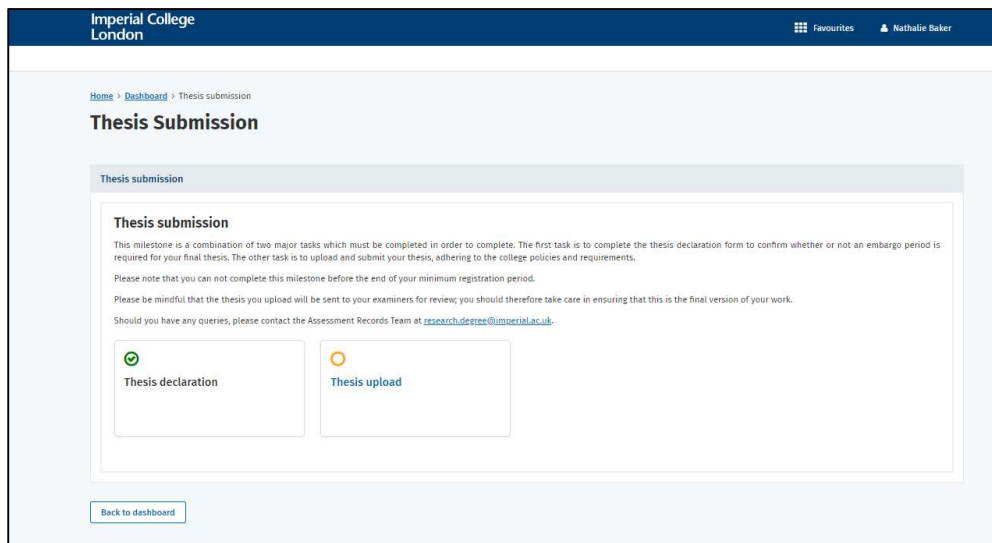 Imperial College
London
Favourites
Nathalie Baker
Home > Dashboard > Thesis submission
Thesis Submission
Thesis submission
Thesis submission
This milestone is a combination of two major tasks which must be completed in order to complete. The first task is to complete the thesis declaration form to confirm whether or not an embargo period is
required for your final thesis. The other task is to upload and submit your thesis, adhering to the college policies and requirements.
Please note that you can not complete this milestone before the end of your minimum registration period.
Please be mindful that the thesis you upload will be sent to your examiners for review; you should therefore take care in ensuring that this is the final version of your work.
Should you have any queries, please contact the Assessment Records Team at research.degree@imperial.ac.uk.
Thesis declaration
Thesis upload
Back to dashboard